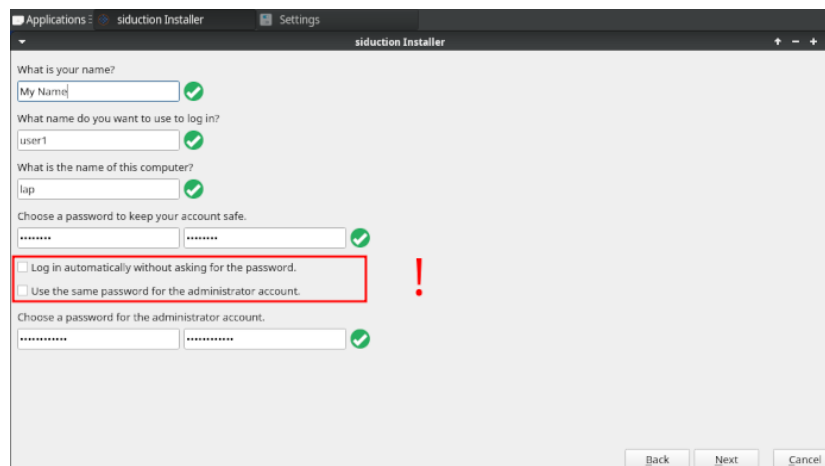 Applications siduction Installer Settings
siduction Installer
What is your name?
My Name
What name do you want to use to log in?
user1
What is the name of this computer?
lap
Choose a password to keep your account safe.
•••••••• ••••••••
Log in automatically without asking for the password.
!
Use the same password for the administrator account.
Choose a password for the administrator account.
•••••••••••• ••••••••••••
Back Next Cancel